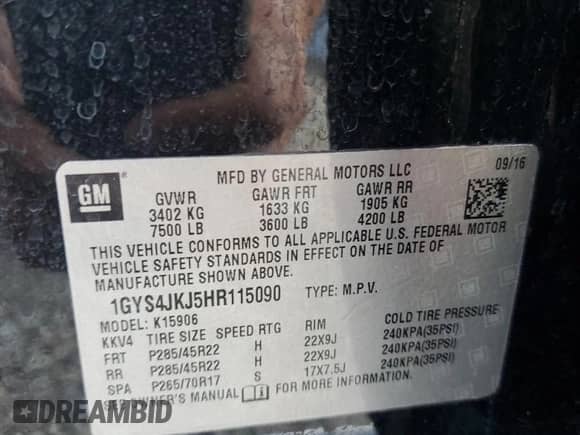 GM
MFD BY GENERAL MOTORS LLC
09/16
GVWR GAWR FRT GAWR RR
3402 KG 1633 KG 1905 KG
7500 LB 3600 LB 4200 LB
THIS VEHICLE CONFORMS TO ALL APPLICABLE U.S. FEDERAL MOTOR
VEHICLE SAFETY STANDARDS IN EFFECT ON THE DATE OF
MANUFACTURE SHOWN ABOVE.
1GYS4JKJ5HR115090 TYPE: M.P.V.
MODEL: K15906
KKV4 TIRE SIZE SPEED RTG RIM COLD TIRE PRESSURE
FRT P285/45R22 H 22X9J 240KPA(35PSI)
RR P285/45R22 H 22X9J 240KPA(35PSI)
SPA P265/70R17 S 17X7.5J 240KPA(35PSI)
SEE OWNER'S MANUAL FOR MORE INFORMATION.
DREAMBID